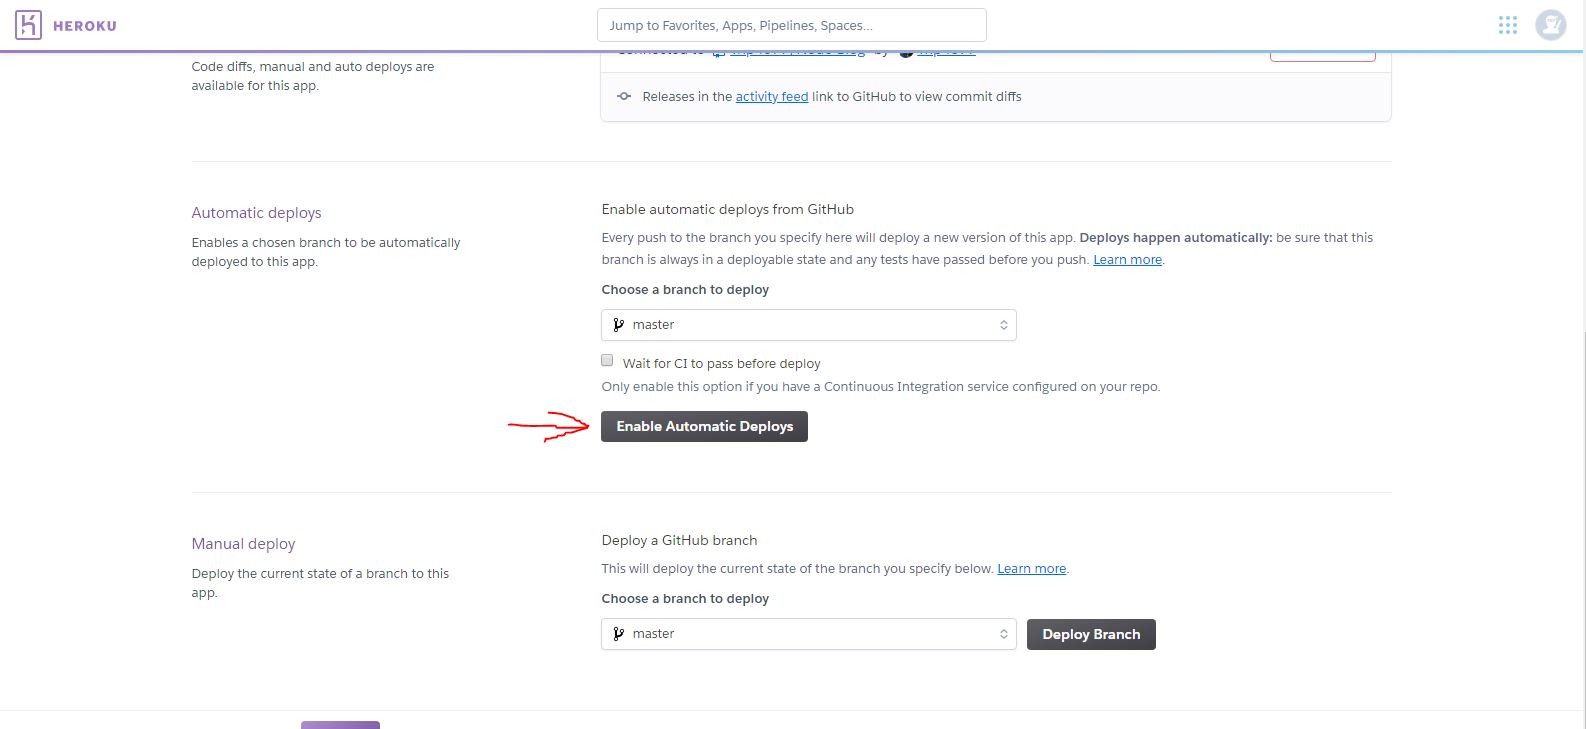 HEROKU
Jump to Favorites, Apps, Pipelines, Spaces...
Code diffs, manual and auto deploys are
available for this app.
Releases in the activity feed link to GitHub to view commit diffs
Automatic deploys
Enables a chosen branch to be automatically
deployed to this app.
Enable automatic deploys from GitHub
Every push to the branch you specify here will deploy a new version of this app. Deploys happen automatically: be sure that this
branch is always in a deployable state and any tests have passed before you push. Learn more.
Choose a branch to deploy
master
Wait for CI to pass before deploy
Only enable this option if you have a Continuous Integration service configured on your repo.
Enable Automatic Deploys
Manual deploy
Deploy the current state of a branch to this
app.
Deploy a GitHub branch
This will deploy the current state of the branch you specify below. Learn more.
Choose a branch to deploy
master
Deploy Branch